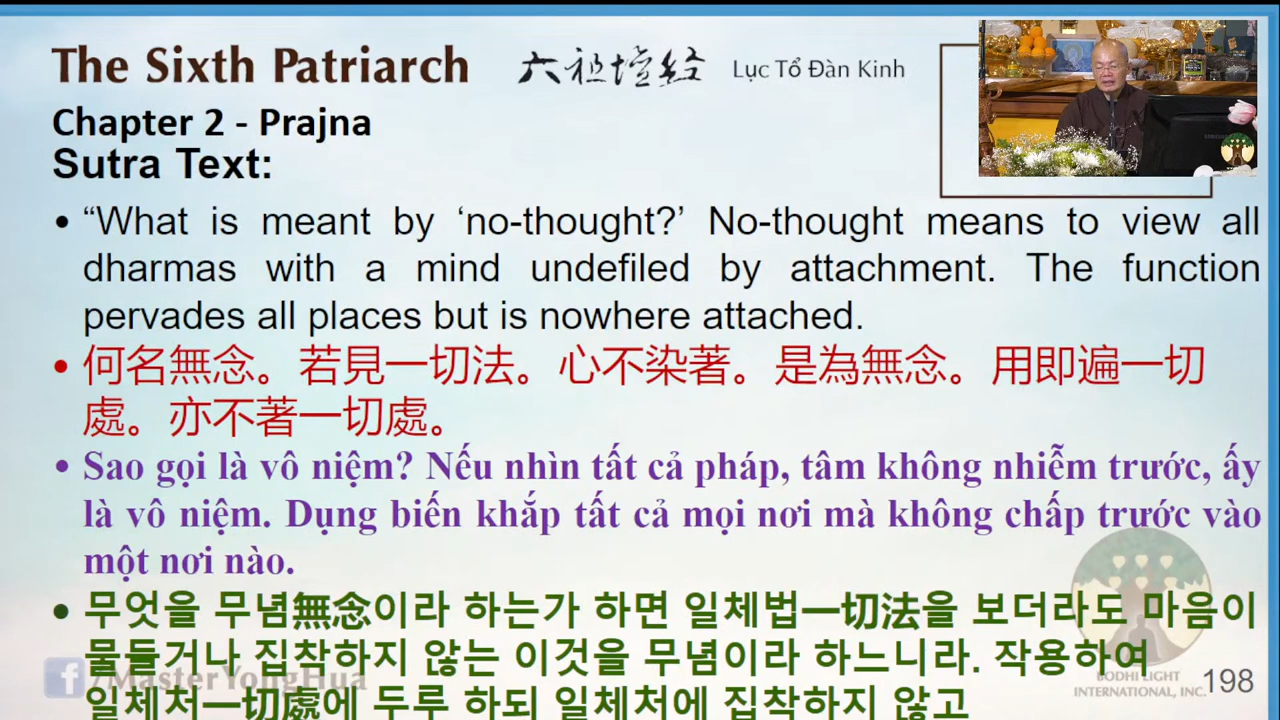 The Sixth Patriarch 六祖壇经 Lục Tổ Đàn Kinh
Chapter 2 - Prajna
Sutra Text:
• “What is meant by ‘no-thought?’ No-thought means to view all
dharmas with a mind undefiled by attachment. The function
pervades all places but is nowhere attached.
• 何名無念。若見一切法。心不染著。是為無念。用即遍一切
處。亦不著一切處。
• Sao gọi là vô niệm? Nếu nhìn tất cả pháp, tâm không nhiễm trước, ấy
là vô niệm. Dụng biến khắp tất cả mọi nơi mà không chấp trước vào
một nơi nào.
• 무엇을 무념無念이라 하는가 하면 일체법一切法을 보더라도 마음이
물들거나 집착하지 않는 이것을 무념이라 하느니라. 작용하여
일체처一切處에 두루 하되 일체처에 집착하지 않고
f /MasterYongHua
BODHI LIGHT
INTERNATIONAL, INC.
198